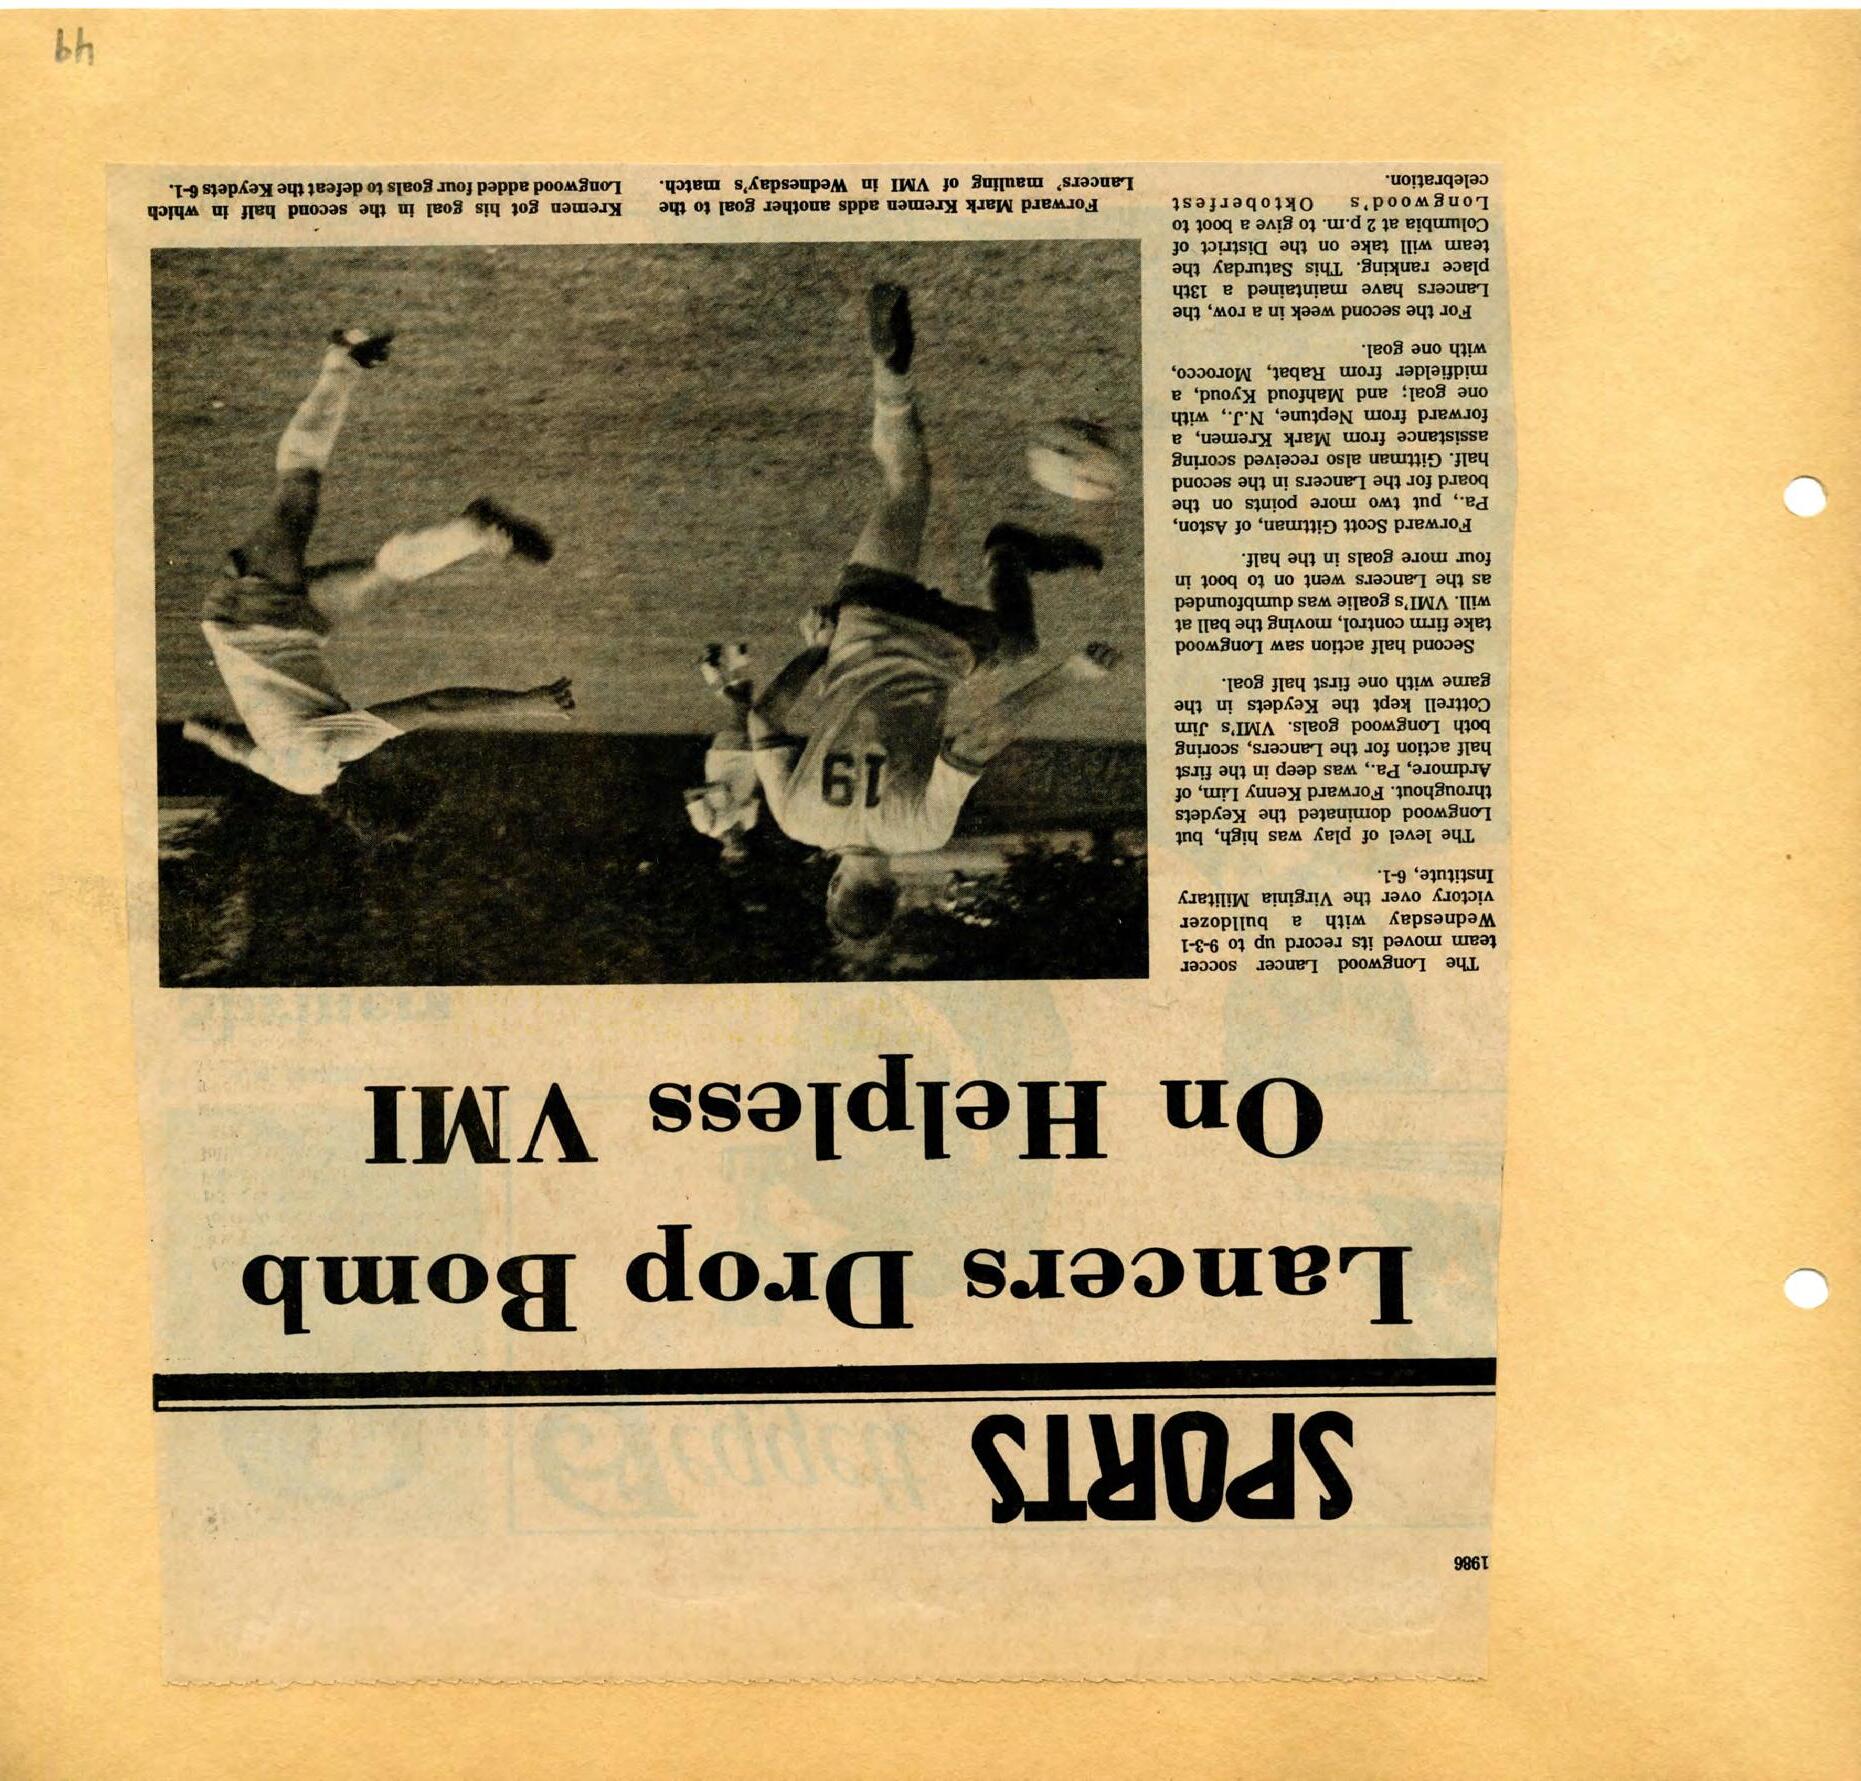 1986
SPORTS
Lancers Drop Bomb
On Helpless VMI
The Longwood Lancer soccer
team moved its record up to 9-3-1
Wednesday with a bulldozer
victory over the Virginia Military
Institute, 6-1.
The level of play was high, but
Longwood dominated the Keydets
throughout. Forward Kenny Lim, of
Ardmore, Pa., was deep in the first
half action for the Lancers, scoring
both Longwood goals. VMI's Jim
Cottrell kept the Keydets in the
game with one first half goal.
Second half action saw Longwood
take firm control, moving the ball at
will. VMI's goalie was dumbfounded
as the Lancers went on to boot in
four more goals in the half.
Forward Scott Gittman, of Aston,
Pa., put two more points on the
board for the Lancers in the second
half. Gittman also received scoring
assistance from Mark Kremen, a
forward from Neptune, N.J., with
one goal; and Mahfoud Kyoud, a
midfielder from Rabat, Morocco,
with one goal.
For the second week in a row, the
Lancers have maintained a 13th
place ranking. This Saturday the
team will take on the District of
Columbia at 2 p.m. to give a boot to
Longwood's Oktoberfest
celebration.
19
Forward Mark Kremen adds another goal to the
Lancers' mauling of VMI in Wednesday's match.
Kremen got his goal in the second half in which
Longwood added four goals to defeat the Keydets 6-1.
49